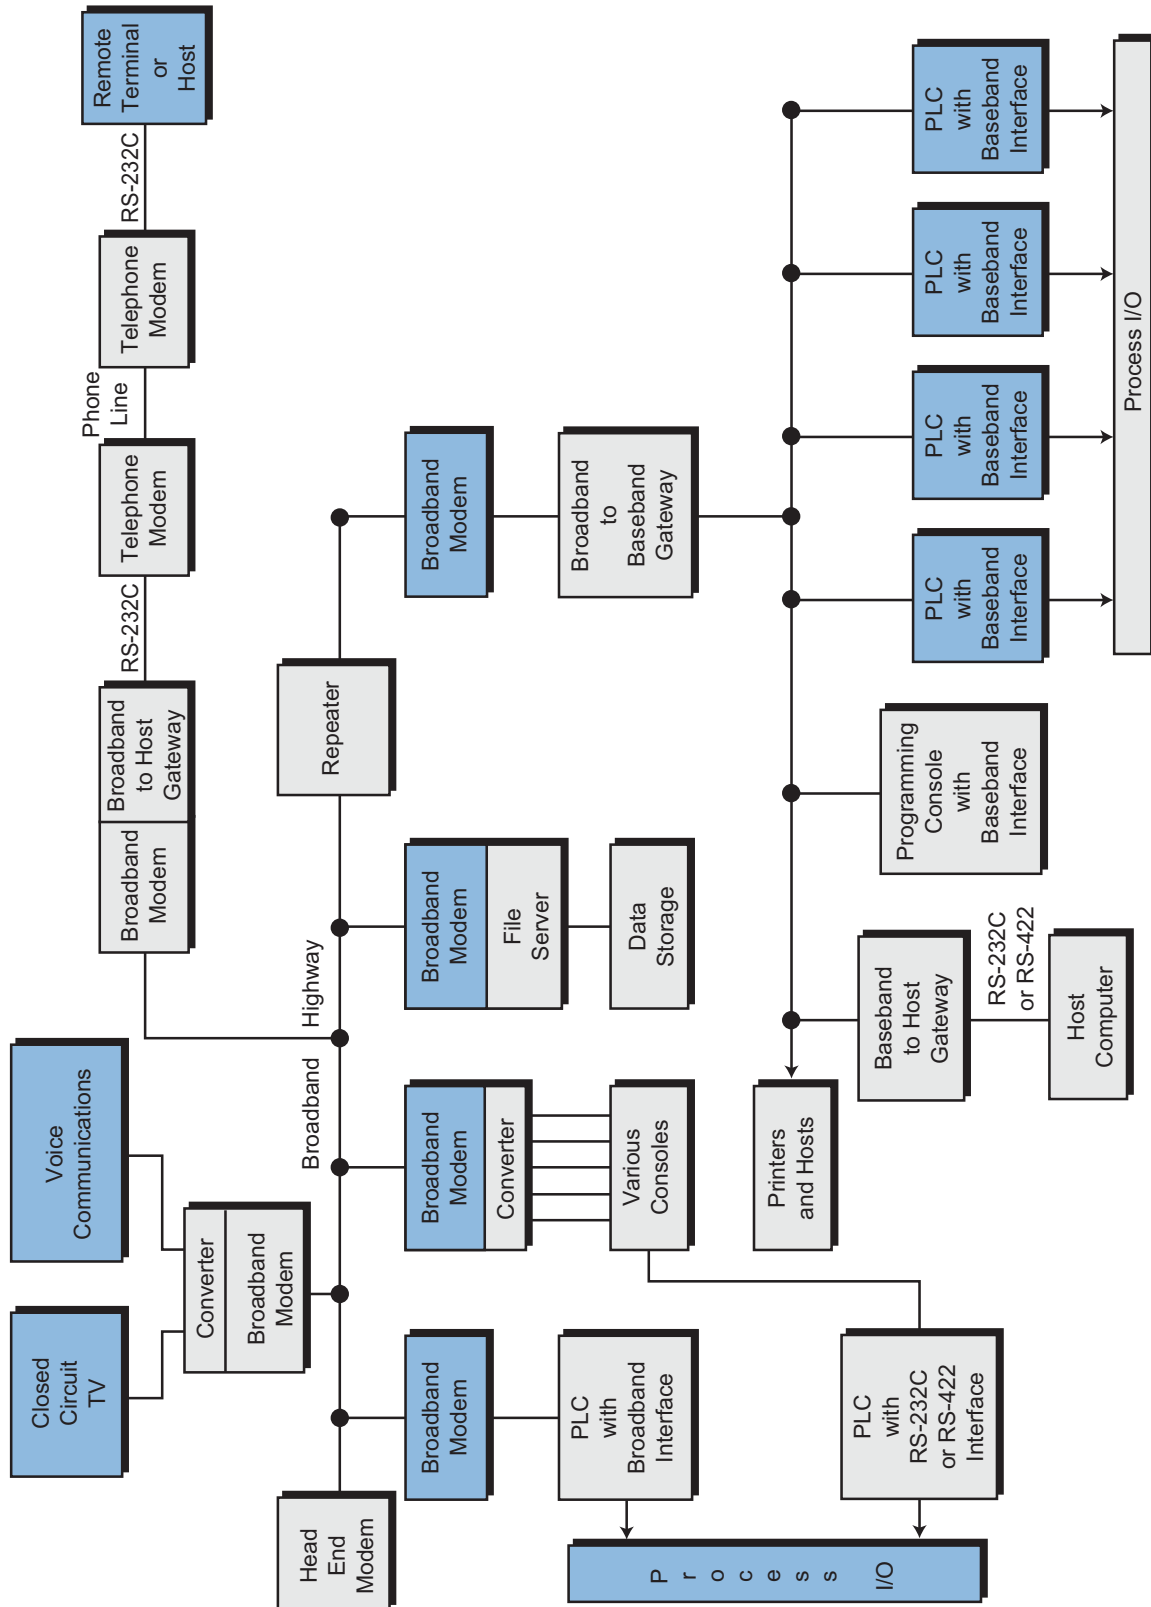 Closed
Circuit
TV
Voice
Communications
Converter
Broadband
Modem
Broadband
Modem
Broadband
to Host
Gateway
RS-232C
Telephone
Modem
Phone
Line
Telephone
Modem
RS-232C
Remote
Terminal
or
Host
Head
End
Modem
Broadband
Highway
Repeater
Broadband
Modem
Broadband
Modem
Converter
Broadband
Modem
File
Server
Broadband
Modem
PLC
with
Broadband
Interface
Various
Consoles
Data
Storage
Broadband
to
Baseband
Gateway
Process I/O
PLC
with
RS-232C
or RS-422
Interface
Printers
and Hosts
Baseband
to Host
Gateway
RS-232C
or RS-422
Host
Computer
Programming
Console
with
Baseband
Interface
PLC
with
Baseband
Interface
PLC
with
Baseband
Interface
PLC
with
Baseband
Interface
PLC
with
Baseband
Interface
Process I/O